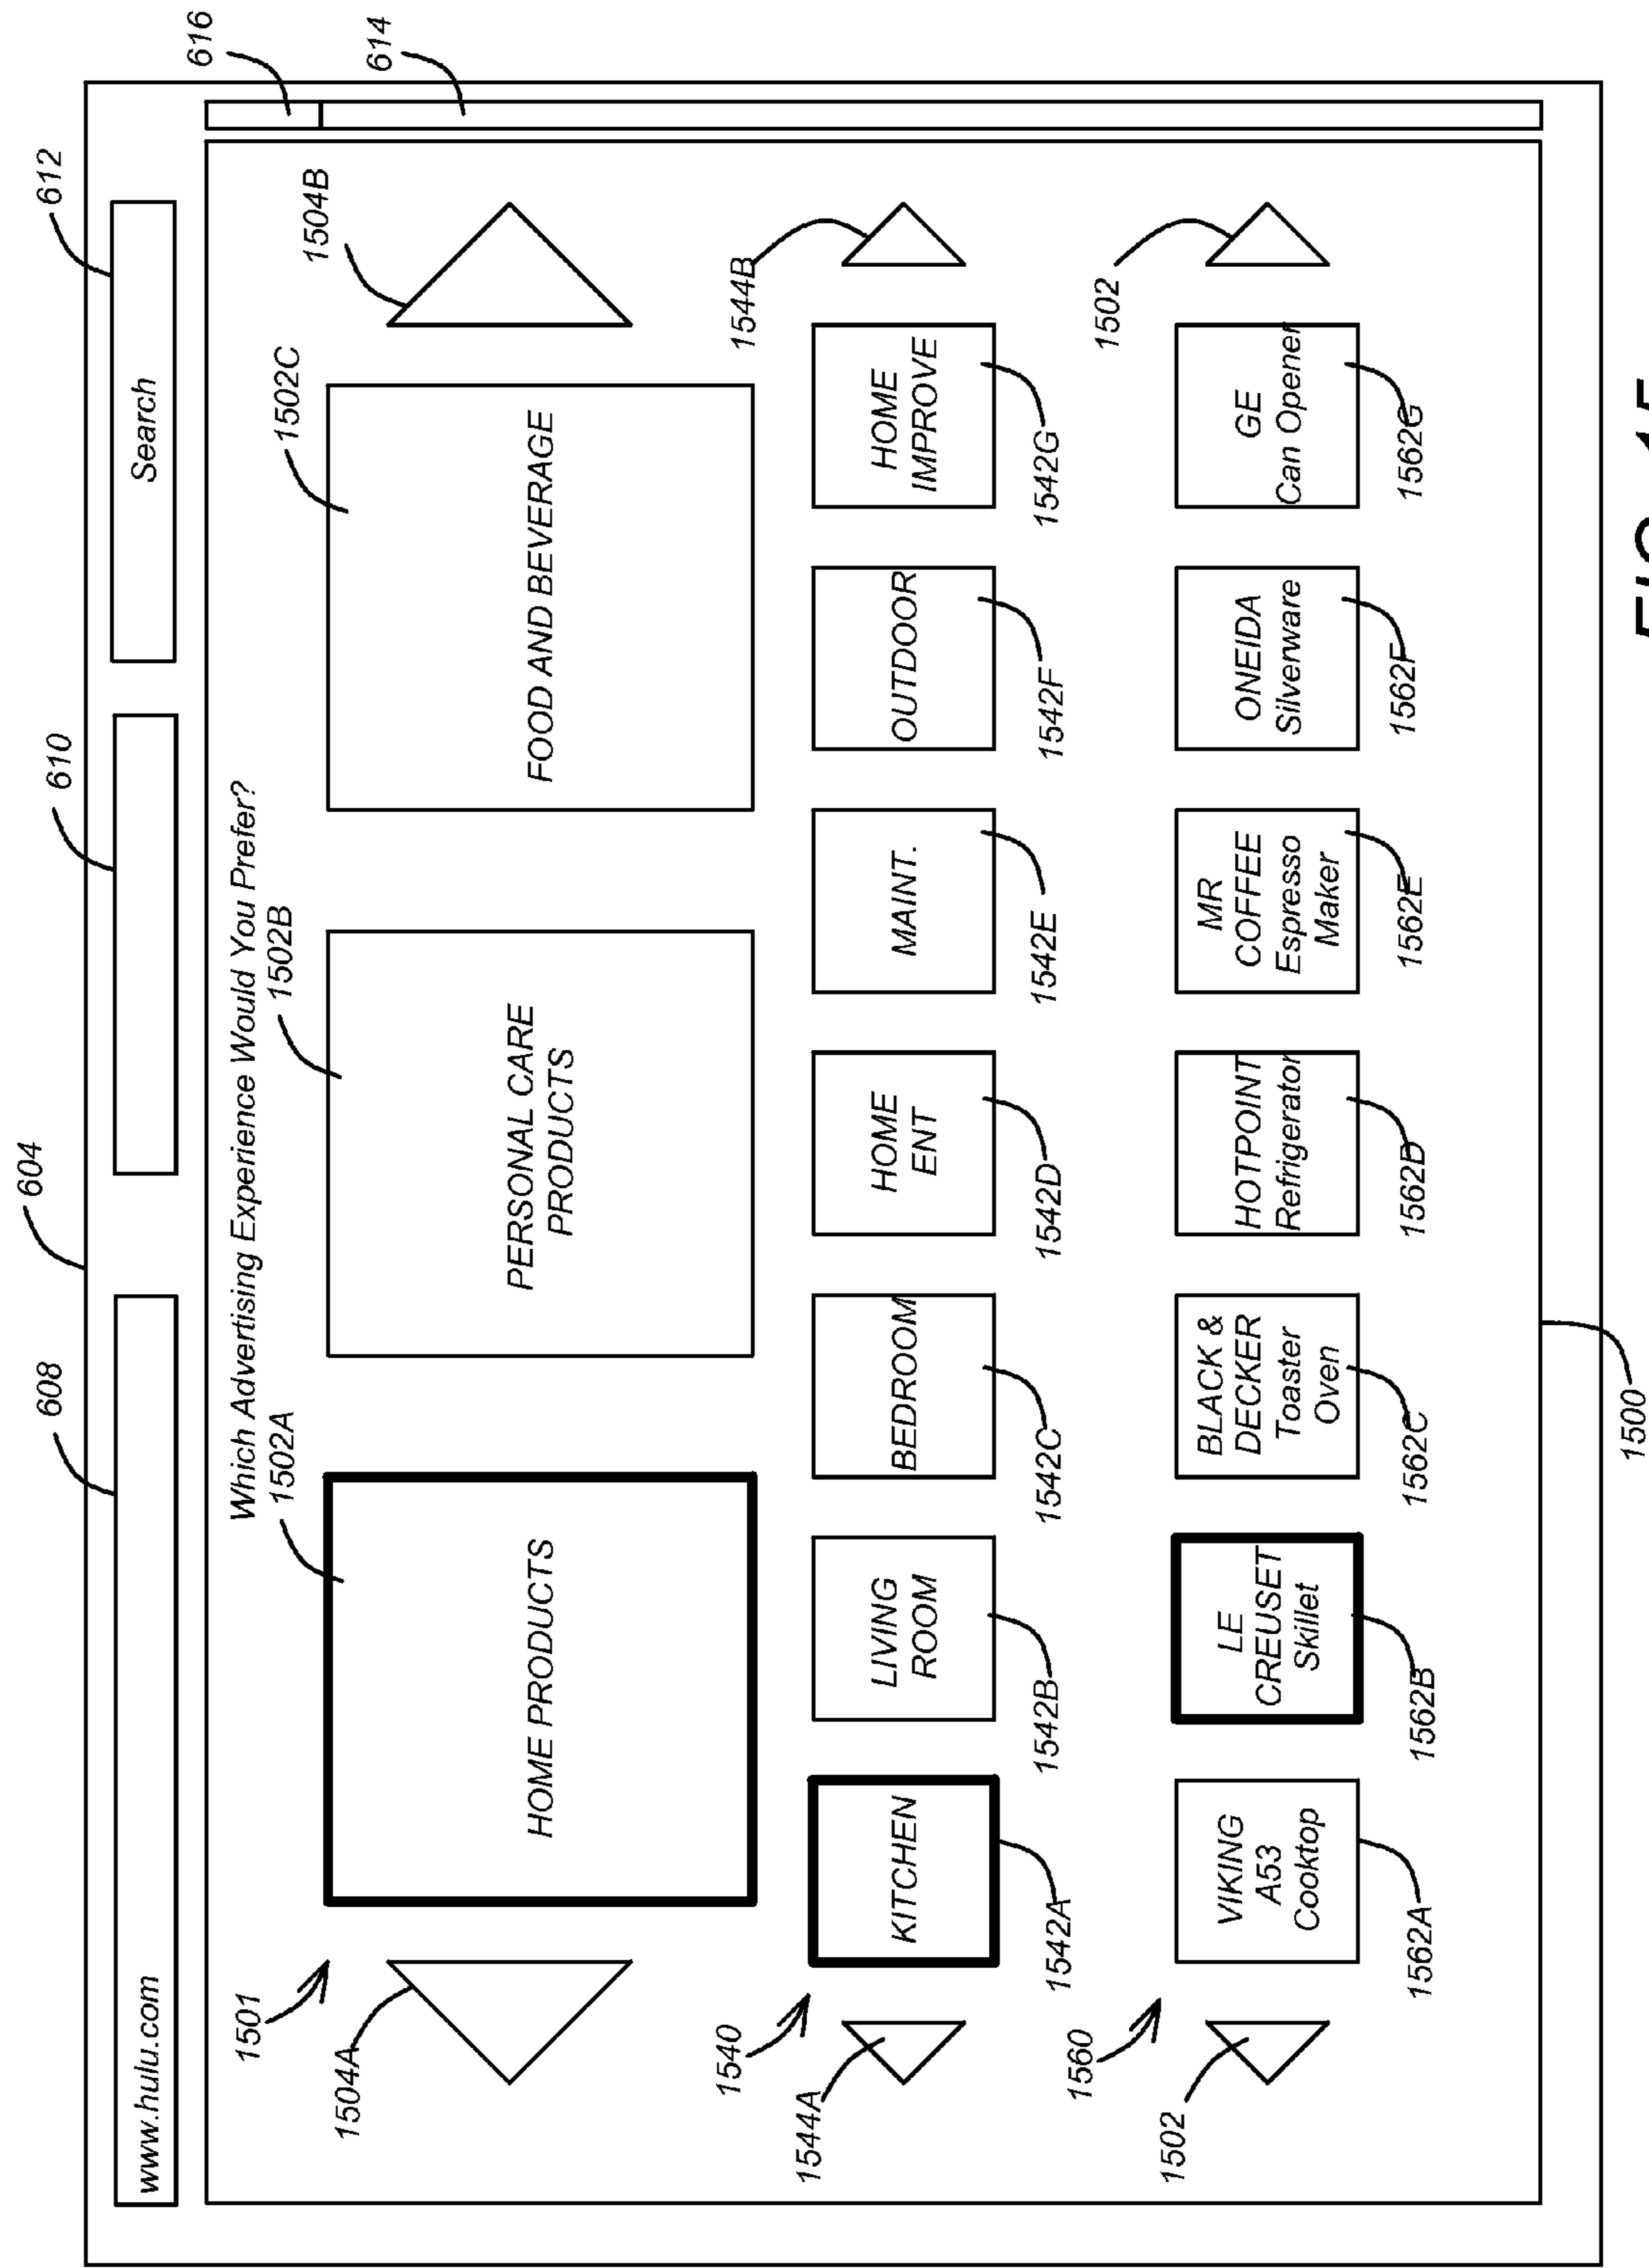 604
608
610
612
616
614
www.hulu.com
Search
Which Advertising Experience Would You Prefer?
1501
1502A
1502B
1502C
1504B
1504A
HOME PRODUCTS
PERSONAL CARE
PRODUCTS
FOOD AND BEVERAGE
1540
1544B
1544A
KITCHEN
LIVING
ROOM
BEDROOM
HOME
ENT
MAINT.
OUTDOOR
HOME
IMPROVE
1542A
1542B
1542C
1542D
1542E
1542F
1542G
1560
1502
1502
VIKING
A53
Cooktop
LE
CREUSET
Skillet
BLACK &
DECKER
Toaster
Oven
HOTPOINT
Refrigerator
MR
COFFEE
Espresso
Maker
ONEIDA
Silverware
GE
Can Opener
1562A
1562B
1562C
1562D
1562E
1562F
1562G
1500